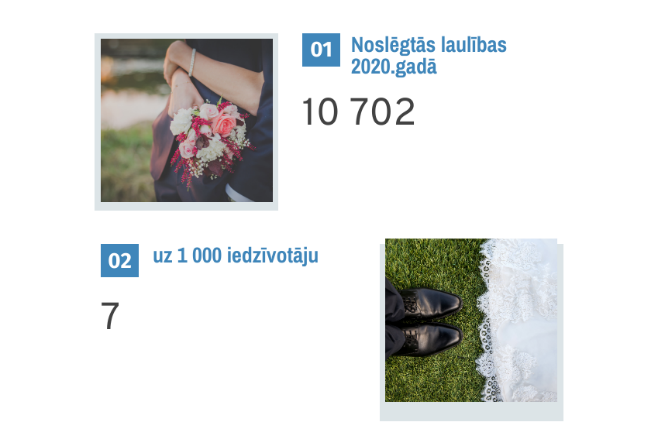 01 Noslēgtās laulības
2020.gadā
10 702
02 uz 1 000 iedzīvotāju
7